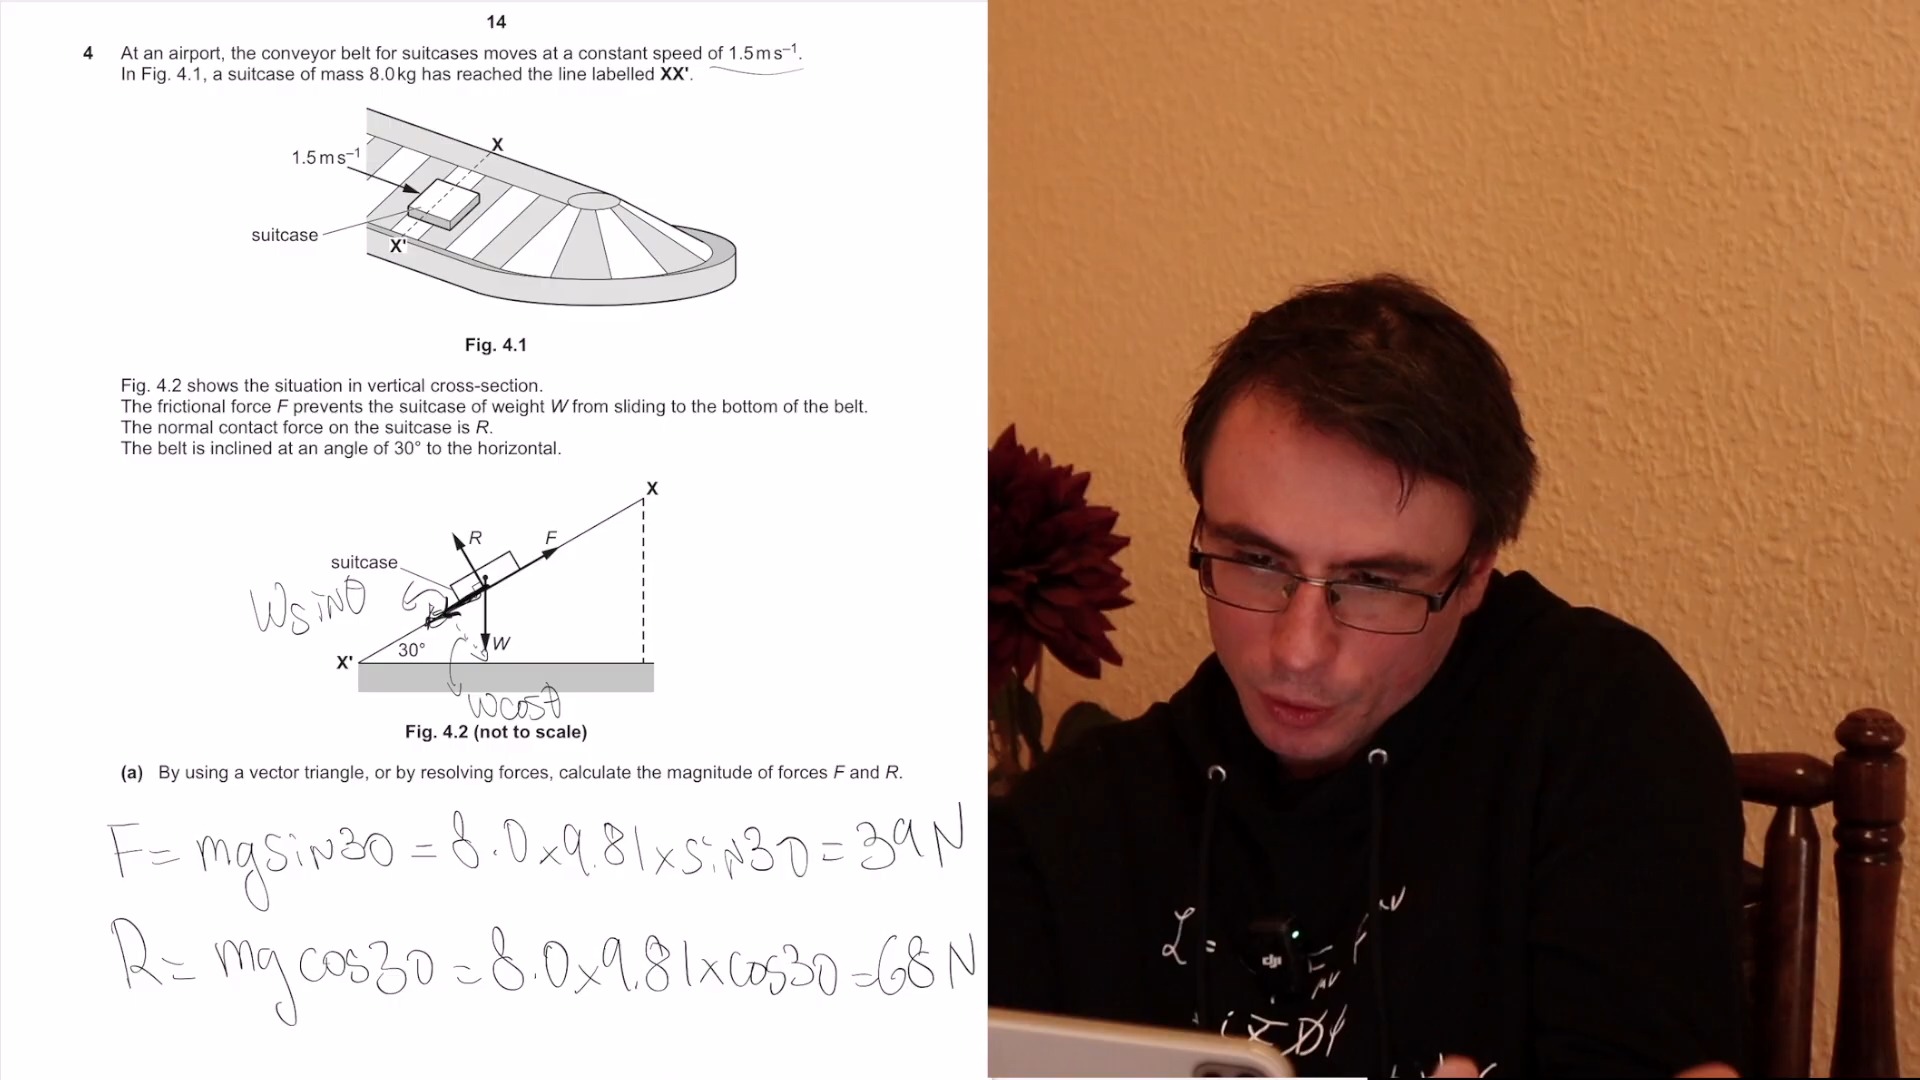 14
4 At an airport, the conveyor belt for suitcases moves at a constant speed of 1.5 m s⁻¹.
In Fig. 4.1, a suitcase of mass 8.0 kg has reached the line labelled XX'.
X
1.5 m s⁻¹
suitcase
X'
Fig. 4.1
Fig. 4.2 shows the situation in vertical cross-section.
The frictional force F prevents the suitcase of weight W from sliding to the bottom of the belt.
The normal contact force on the suitcase is R.
The belt is inclined at an angle of 30° to the horizontal.
X
R
F
suitcase
Wsinθ
30°
W
X'
Wcosθ
Fig. 4.2 (not to scale)
(a) By using a vector triangle, or by resolving forces, calculate the magnitude of forces F and R.
F = mgsin30 = 8.0×9.81×sin30 = 39N
R = mgcos30 = 8.0×9.81×cos30 = 68N
dji